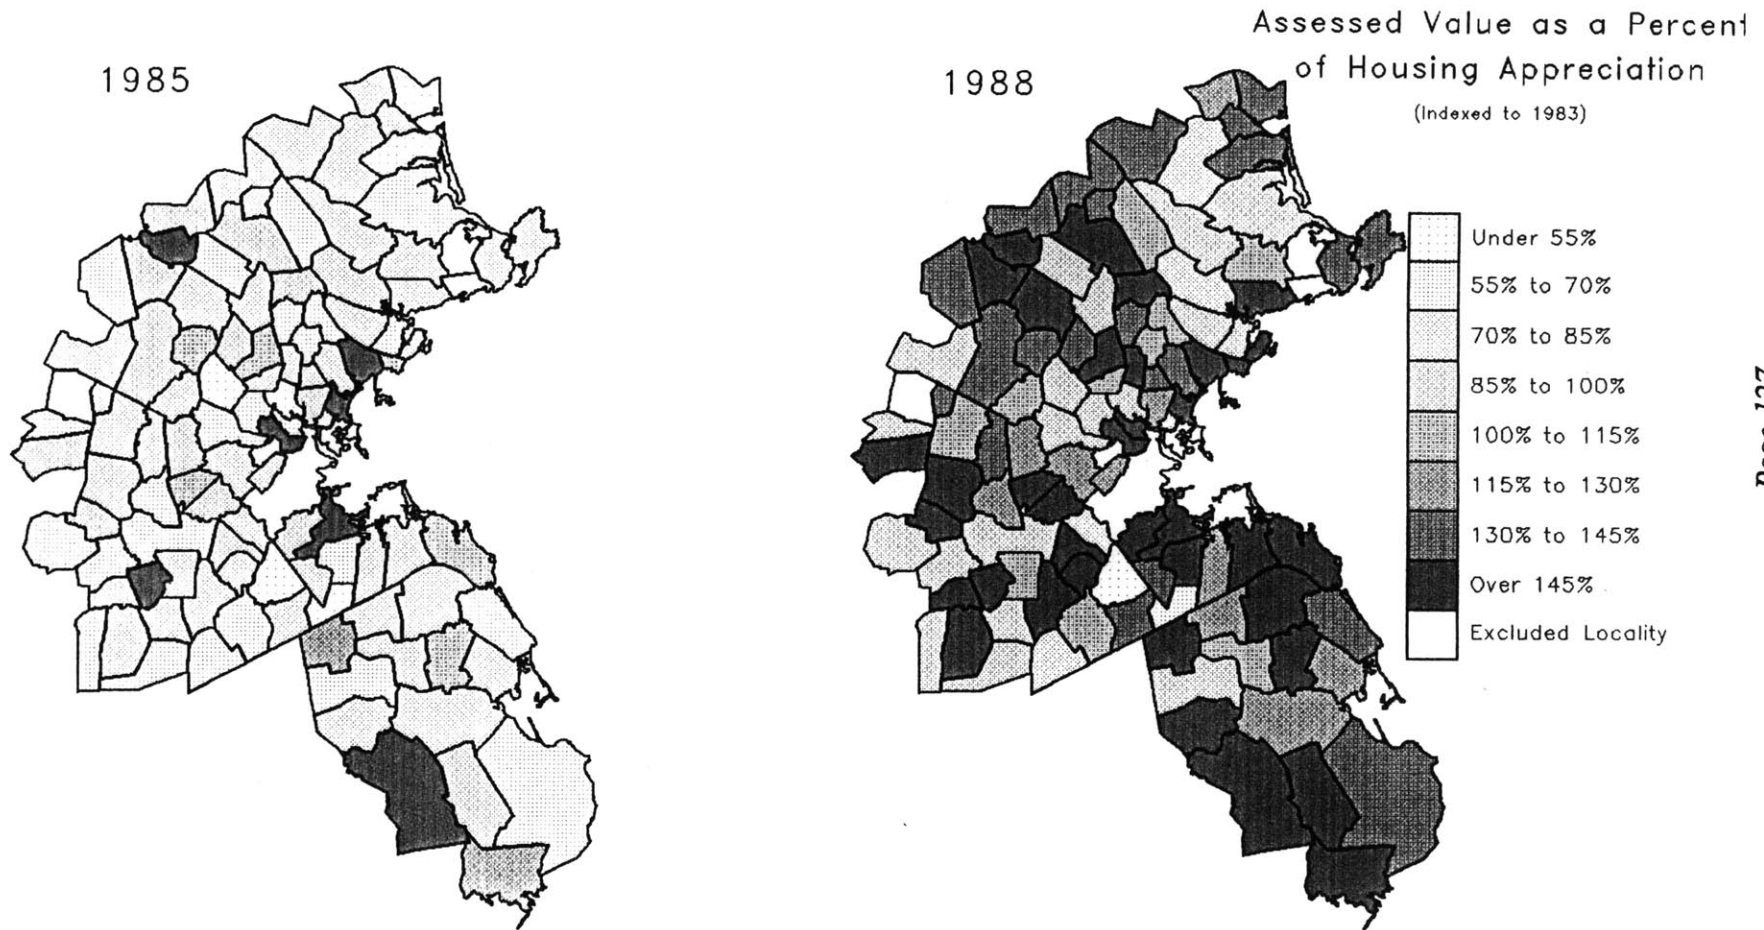 1985
1988
Assessed Value as a Percent
of Housing Appreciation
(Indexed to 1983)
Under 55%
55% to 70%
70% to 85%
85% to 100%
100% to 115%
115% to 130%
130% to 145%
Over 145%
Excluded Locality